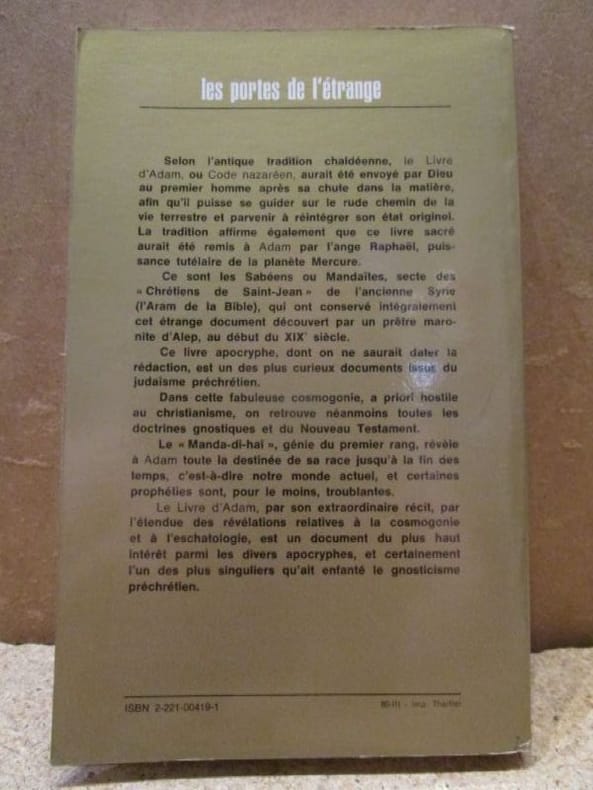 les portes de l'étrange
Selon l'antique tradition chaldéenne, le Livre
d'Adam, ou Code nazaréen, aurait été envoyé par Dieu
au premier homme après sa chute dans la matière,
afin qu'il puisse se guider sur le rude chemin de la
vie terrestre et parvenir à réintégrer son état originel.
La tradition affirme également que ce livre sacré
aurait été remis à Adam par l'ange Raphaël, puis-
sance tutélaire de la planète Mercure.
Ce sont les Sabéens ou Mandaïtes, secte des
« Chrétiens de Saint-Jean » de l'ancienne Syrie
(l'Aram de la Bible), qui ont conservé intégralement
cet étrange document découvert par un prêtre maro-
nite d'Alep, au début du XIXe siècle.
Ce livre apocryphe, dont on ne saurait dater la
rédaction, est un des plus curieux documents issus du
judaïsme préchrétien.
Dans cette fabuleuse cosmogonie, a priori hostile
au christianisme, on retrouve néanmoins toutes les
doctrines gnostiques et du Nouveau Testament.
Le « Manda-di-haï », génie du premier rang, révèle
à Adam toute la destinée de sa race jusqu'à la fin des
temps, c'est-à-dire notre monde actuel, et certaines
prophéties sont, pour le moins, troublantes.
Le Livre d'Adam, par son extraordinaire récit, par
l'étendue des révélations relatives à la cosmogonie
et à l'eschatologie, est un document du plus haut
intérêt parmi les divers apocryphes, et certainement
l'un des plus singuliers qu'ait enfanté le gnosticisme
préchrétien.
ISBN 2-221-00419-1
80-III - Imp.